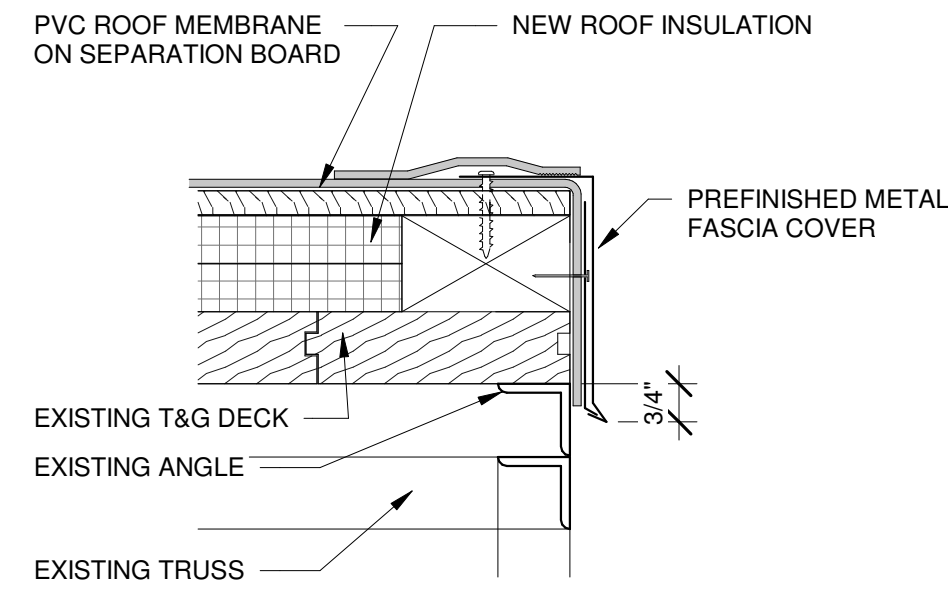 PVC ROOF MEMBRANE
ON SEPARATION BOARD
NEW ROOF INSULATION
PREFINISHED METAL
FASCIA COVER
3/4"
EXISTING T&G DECK
EXISTING ANGLE
EXISTING TRUSS